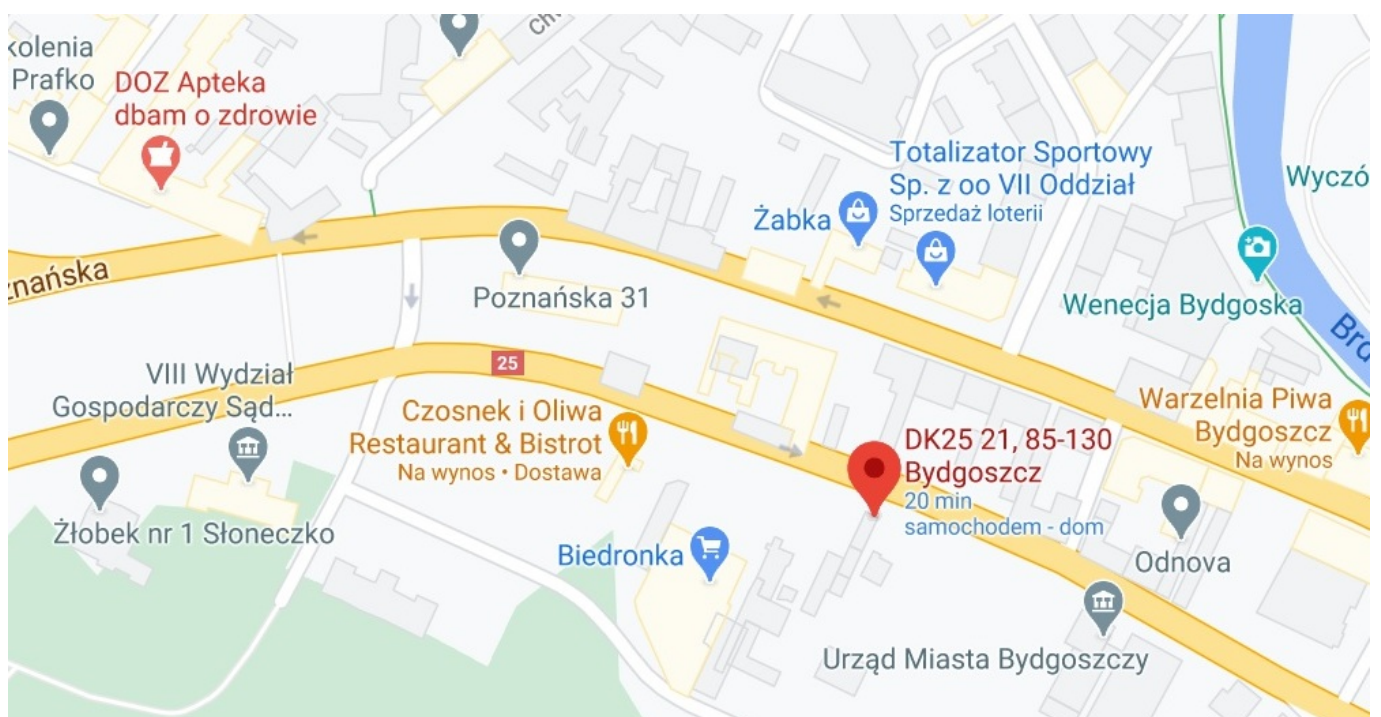 kolenia
Prafko
DOZ Apteka
dbam o zdrowie
Totalizator Sportowy
Sp. z oo VII Oddział
Sprzedaż loterii
Żabka
Wyczó
znańska
Poznańska 31
Wenecja Bydgoska
Brd
25
VIII Wydział
Gospodarczy Sąd...
Czosnek i Oliwa
Restaurant & Bistrot
Na wynos • Dostawa
Warzelnia Piwa
Bydgoszcz
Na wynos
DK25 21, 85-130
Bydgoszcz
20 min
samochodem - dom
Żłobek nr 1 Słoneczko
Biedronka
Odnova
Urząd Miasta Bydgoszczy